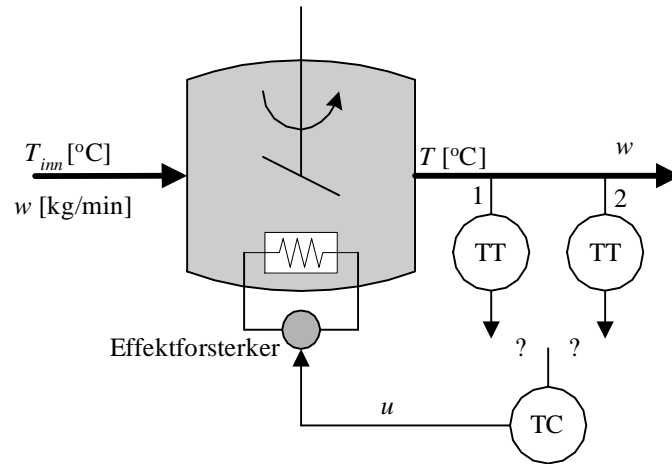 T_inn [°C]
w [kg/min]
T [°C]
w
1
2
TT
TT
?
?
Effektforsterker
u
TC